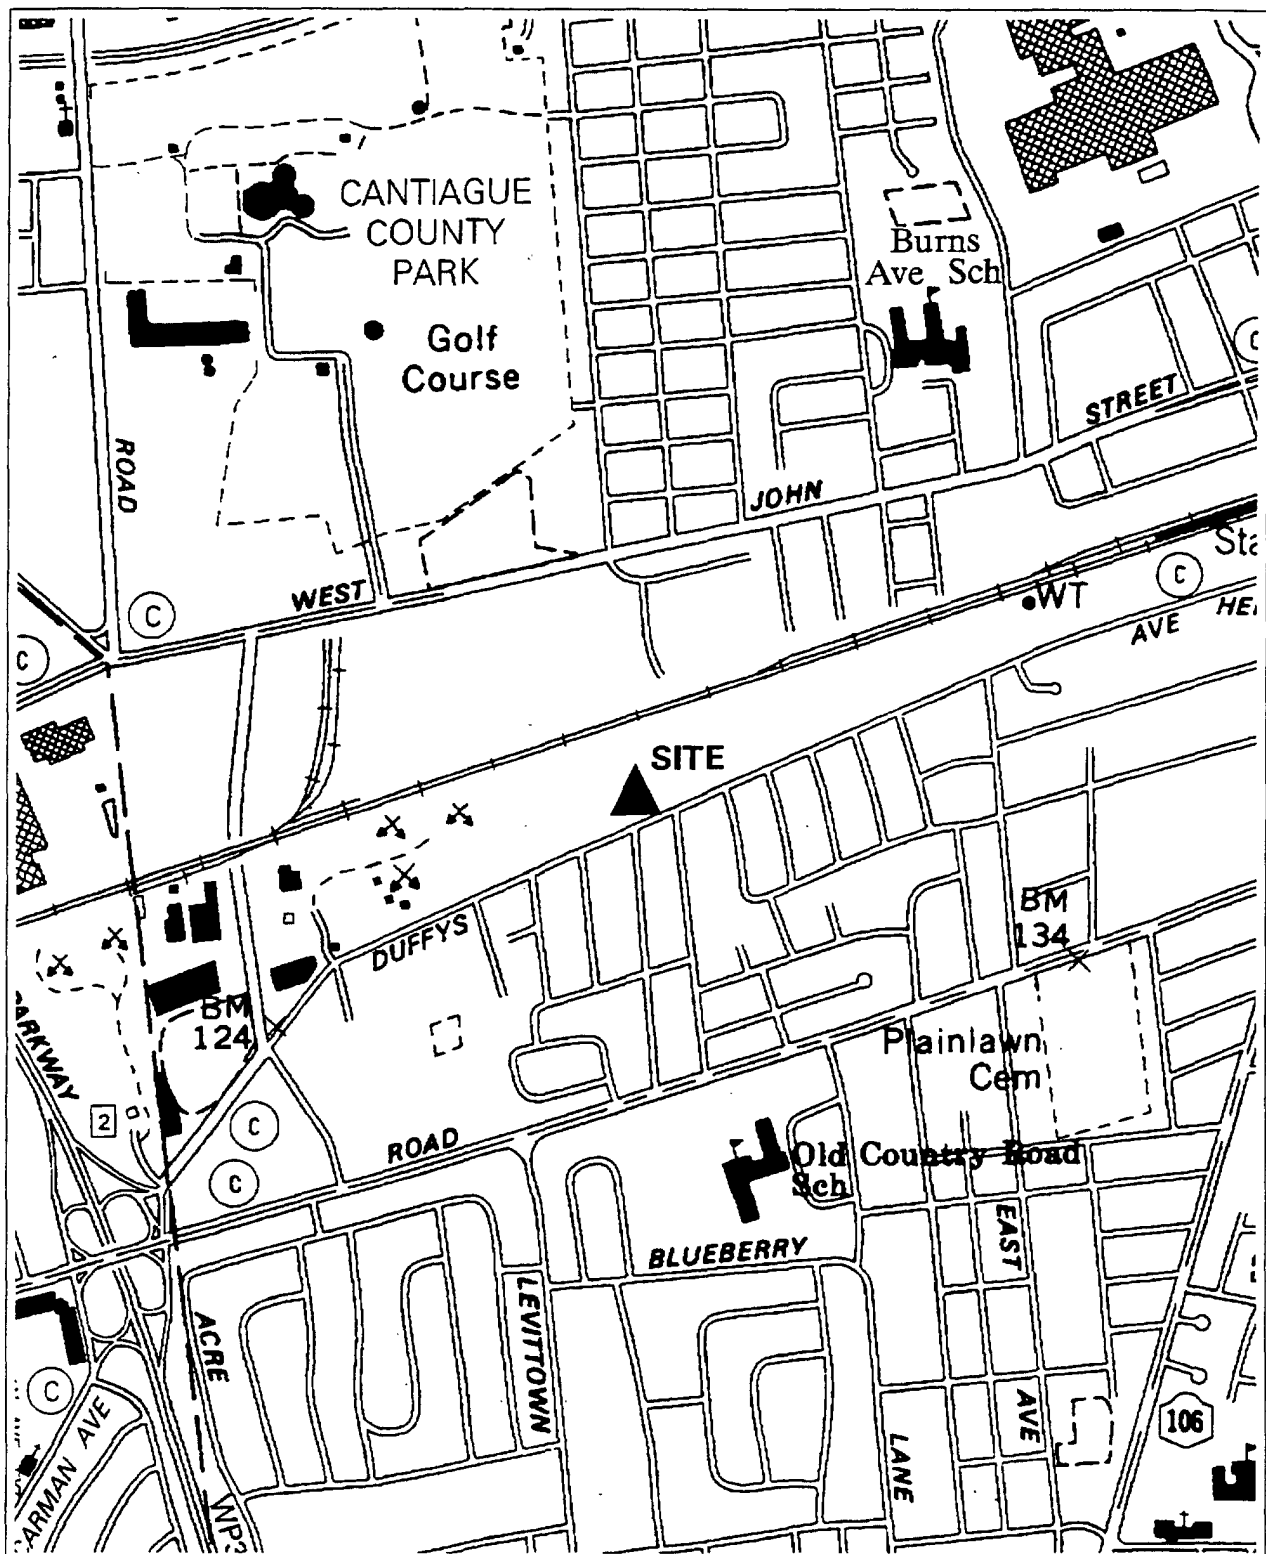 CANTIAGUE
COUNTY
PARK
Golf
Course
Burns
Ave Sch
STREET
JOHN
ROAD
WEST
C
C
C
WT
AVE
SITE
DUFFYS
BM
134
BM
124
PARKWAY
2
C
C
ROAD
Plainlawn
Cem
Old Country Road
Sch
BLUEBERRY
EAST
LEVITTOWN
ACRE
AVE
LANE
106
C
CARMAN AVE